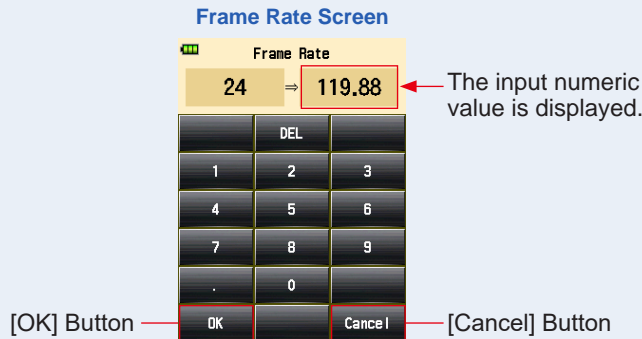 Frame Rate Screen
Frame Rate
24 ⇒ 119.88
The input numeric
value is displayed.
DEL
1 2 3
4 5 6
7 8 9
. 0
[OK] Button
OK Cancel
[Cancel] Button